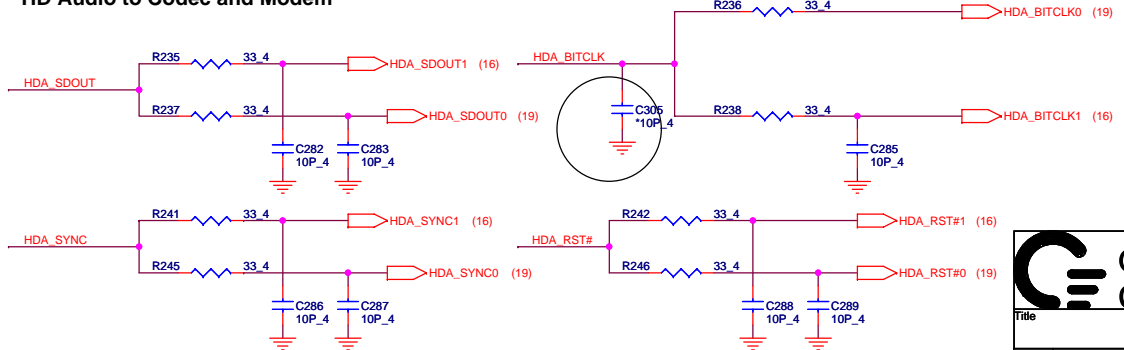 HD Audio to Codec and Modem
R236 33_4 HDA_BITCLK0 (19)
R235 33_4 HDA_SDOUT1 (16)
HDA_SDOUT
R237 33_4 HDA_SDOUT0 (19)
C282 10P_4
C283 10P_4
HDA_BITCLK
C305 *10P_4
R238 33_4 HDA_BITCLK1 (16)
C285 10P_4
R241 33_4 HDA_SYNC1 (16)
HDA_SYNC
R245 33_4 HDA_SYNC0 (19)
C286 10P_4
C287 10P_4
R242 33_4 HDA_RST#1 (16)
HDA_RST#
R246 33_4 HDA_RST#0 (19)
C288 10P_4
C289 10P_4
Title